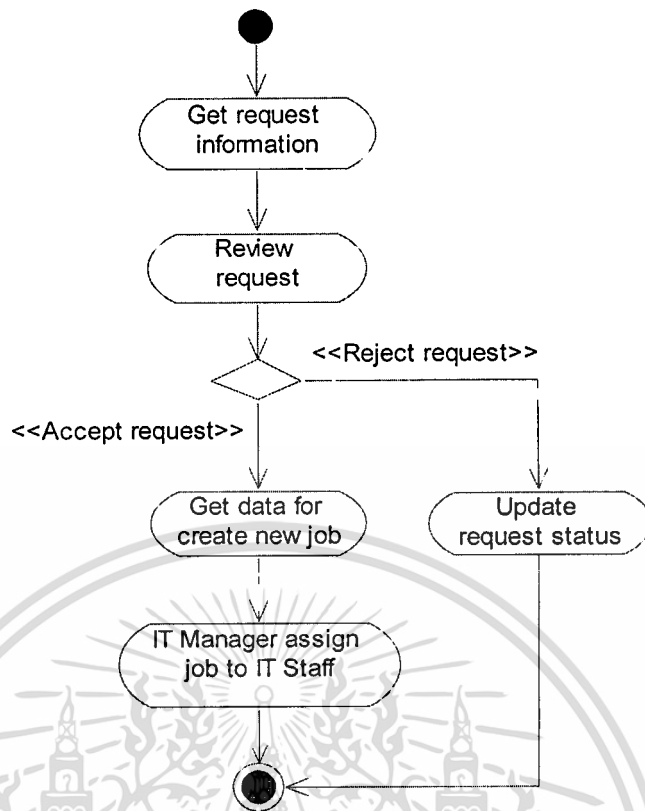 Get request
information
Review
request
<<Reject request>>
<<Accept request>>
Get data for
create new job
Update
request status
IT Manager assign
job to IT Staff